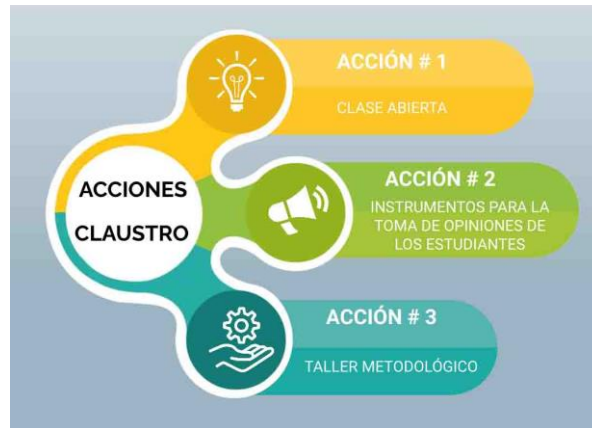 ACCIONES
CLAUSTRO
ACCIÓN # 1
CLASE ABIERTA
ACCIÓN # 2
INSTRUMENTOS PARA LA
TOMA DE OPINIONES DE
LOS ESTUDIANTES
ACCIÓN # 3
TALLER METODOLÓGICO